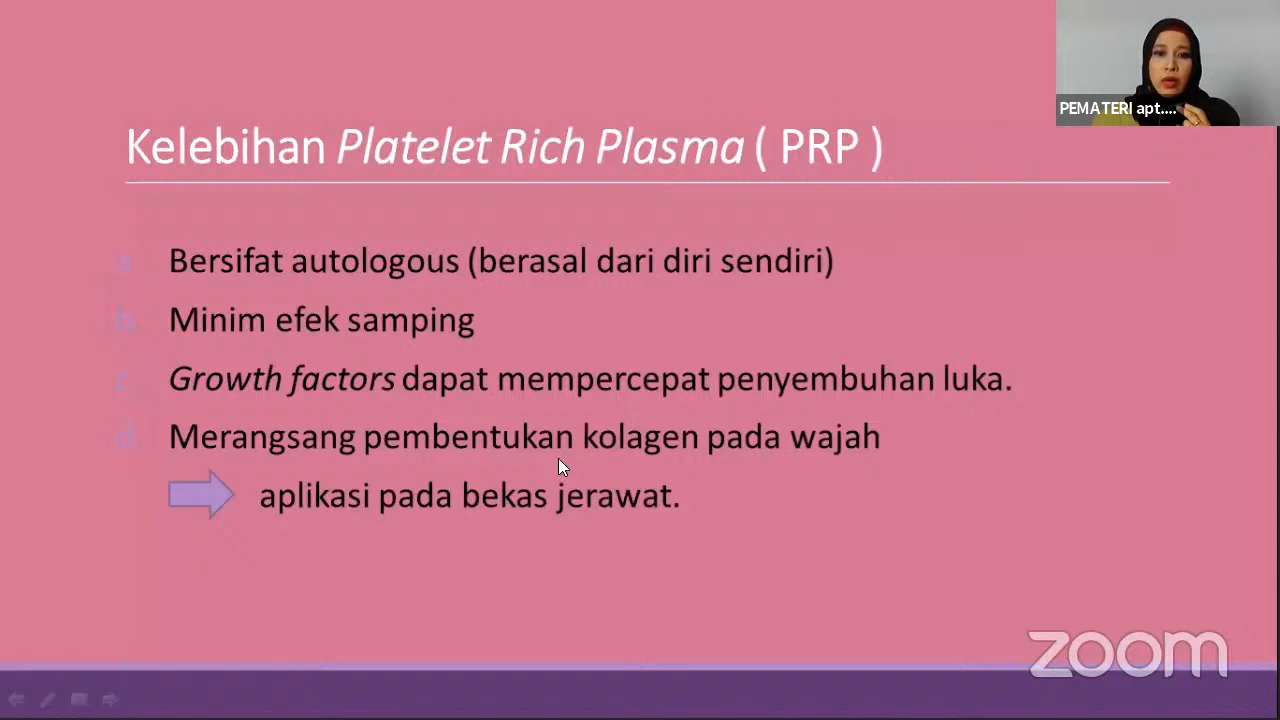 PEMATERI apt....
Kelebihan Platelet Rich Plasma ( PRP )
a. Bersifat autologous (berasal dari diri sendiri)
b. Minim efek samping
c. Growth factors dapat mempercepat penyembuhan luka.
d. Merangsang pembentukan kolagen pada wajah
aplikasi pada bekas jerawat.
zoom